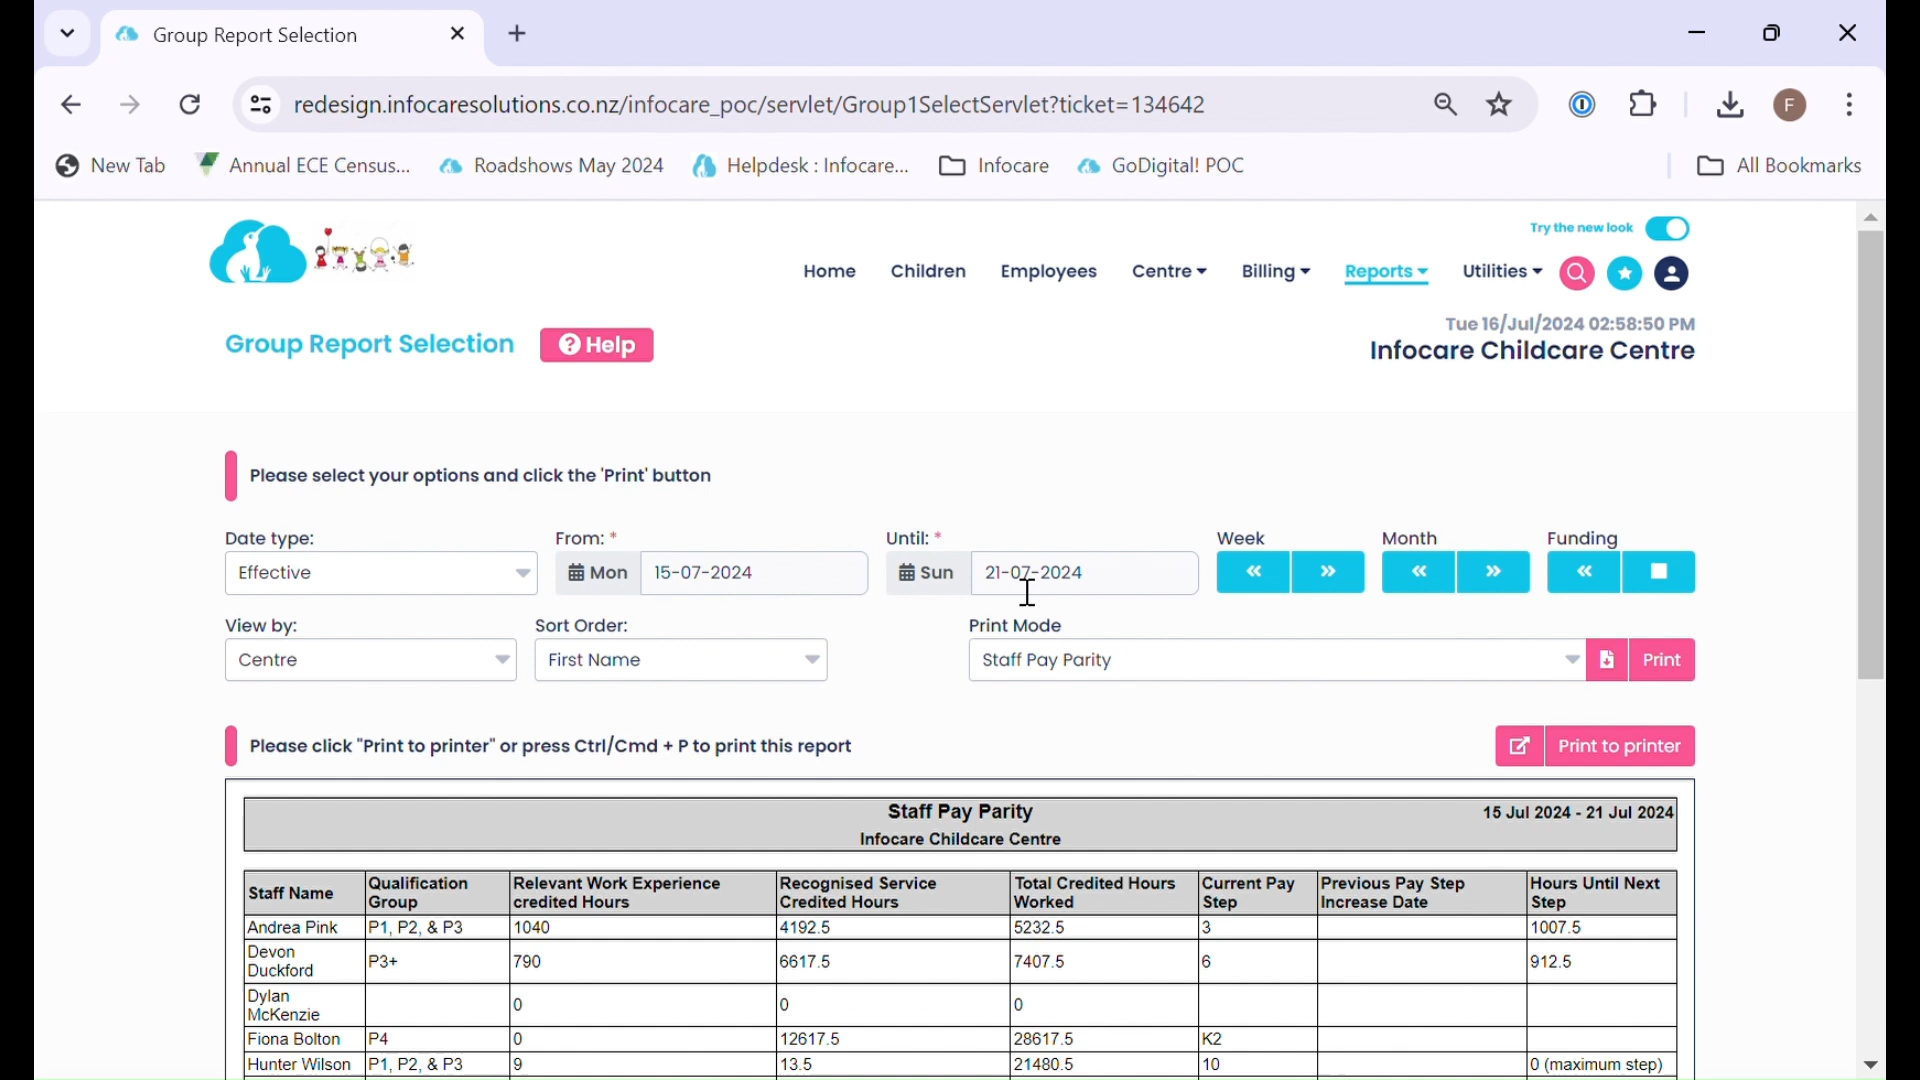 Group Report Selection
redesign.infocaresolutions.co.nz/infocare_poc/servlet/Group1SelectServlet?ticket=134642
F
New Tab Annual ECE Census... Roadshows May 2024 Helpdesk : Infocare... Infocare GoDigital! POC All Bookmarks
Try the new look
Home Children Employees Centre Billing Reports Utilities
Tue 16/Jul/2024 02:58:50 PM
Group Report Selection ? Help
Infocare Childcare Centre
Please select your options and click the 'Print' button
Date type: From: * Until: * Week Month Funding
Effective Mon 15-07-2024 Sun 21-07-2024 « » « » «
View by: Sort Order: Print Mode
Centre First Name Staff Pay Parity Print
Please click "Print to printer" or press Ctrl/Cmd + P to print this report Print to printer
Staff Pay Parity 15 Jul 2024 - 21 Jul 2024
Infocare Childcare Centre
Staff Name Qualification Group Relevant Work Experience credited Hours Recognised Service Credited Hours Total Credited Hours Worked Current Pay Step Previous Pay Step Increase Date Hours Until Next Step
Andrea Pink P1, P2, & P3 1040 4192.5 5232.5 3 1007.5
Devon Duckford P3+ 790 6617.5 7407.5 6 912.5
Dylan McKenzie 0 0 0
Fiona Bolton P4 0 12617.5 28617.5 K2
Hunter Wilson P1, P2, & P3 9 13.5 21480.5 10 0 (maximum step)